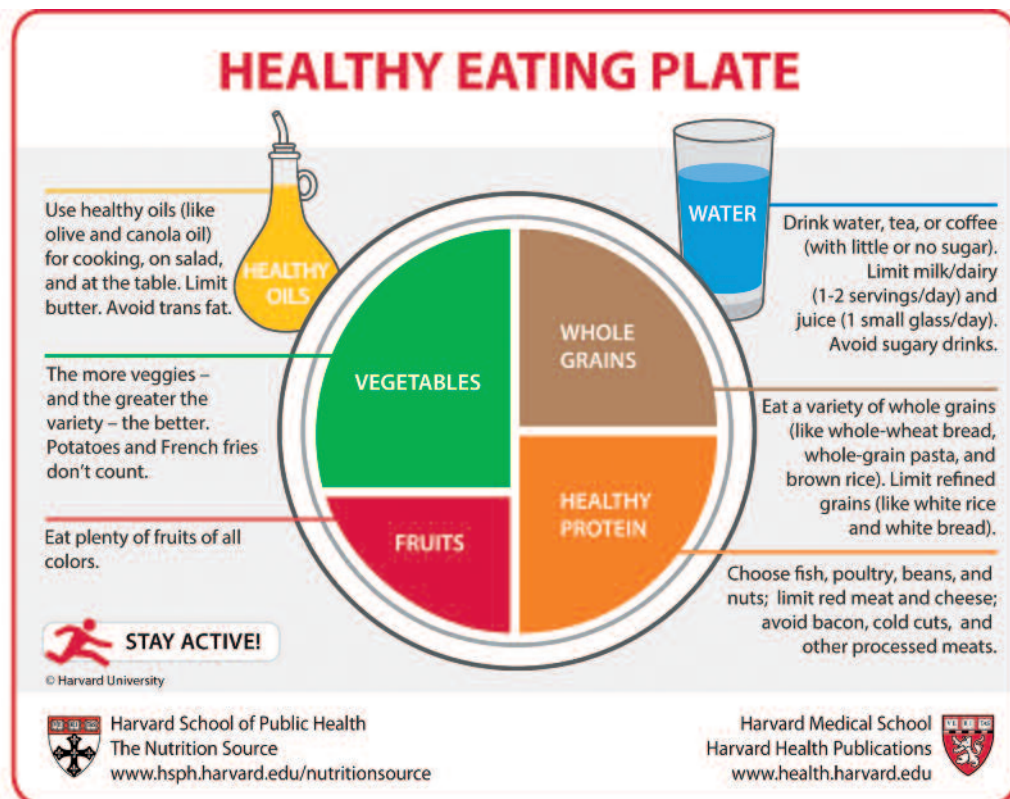 HEALTHY EATING PLATE
Use healthy oils (like
olive and canola oil)
for cooking, on salad,
and at the table. Limit
butter. Avoid trans fat.
HEALTHY
OILS
WATER
Drink water, tea, or coffee
(with little or no sugar).
Limit milk/dairy
(1-2 servings/day) and
juice (1 small glass/day).
Avoid sugary drinks.
The more veggies –
and the greater the
variety – the better.
Potatoes and French fries
don't count.
VEGETABLES
WHOLE
GRAINS
Eat a variety of whole grains
(like whole-wheat bread,
whole-grain pasta, and
brown rice). Limit refined
grains (like white rice
and white bread).
Eat plenty of fruits of all
colors.
FRUITS
HEALTHY
PROTEIN
Choose fish, poultry, beans, and
nuts; limit red meat and cheese;
avoid bacon, cold cuts, and
other processed meats.
STAY ACTIVE!
© Harvard University
Harvard School of Public Health
The Nutrition Source
www.hsph.harvard.edu/nutritionsource
Harvard Medical School
Harvard Health Publications
www.health.harvard.edu